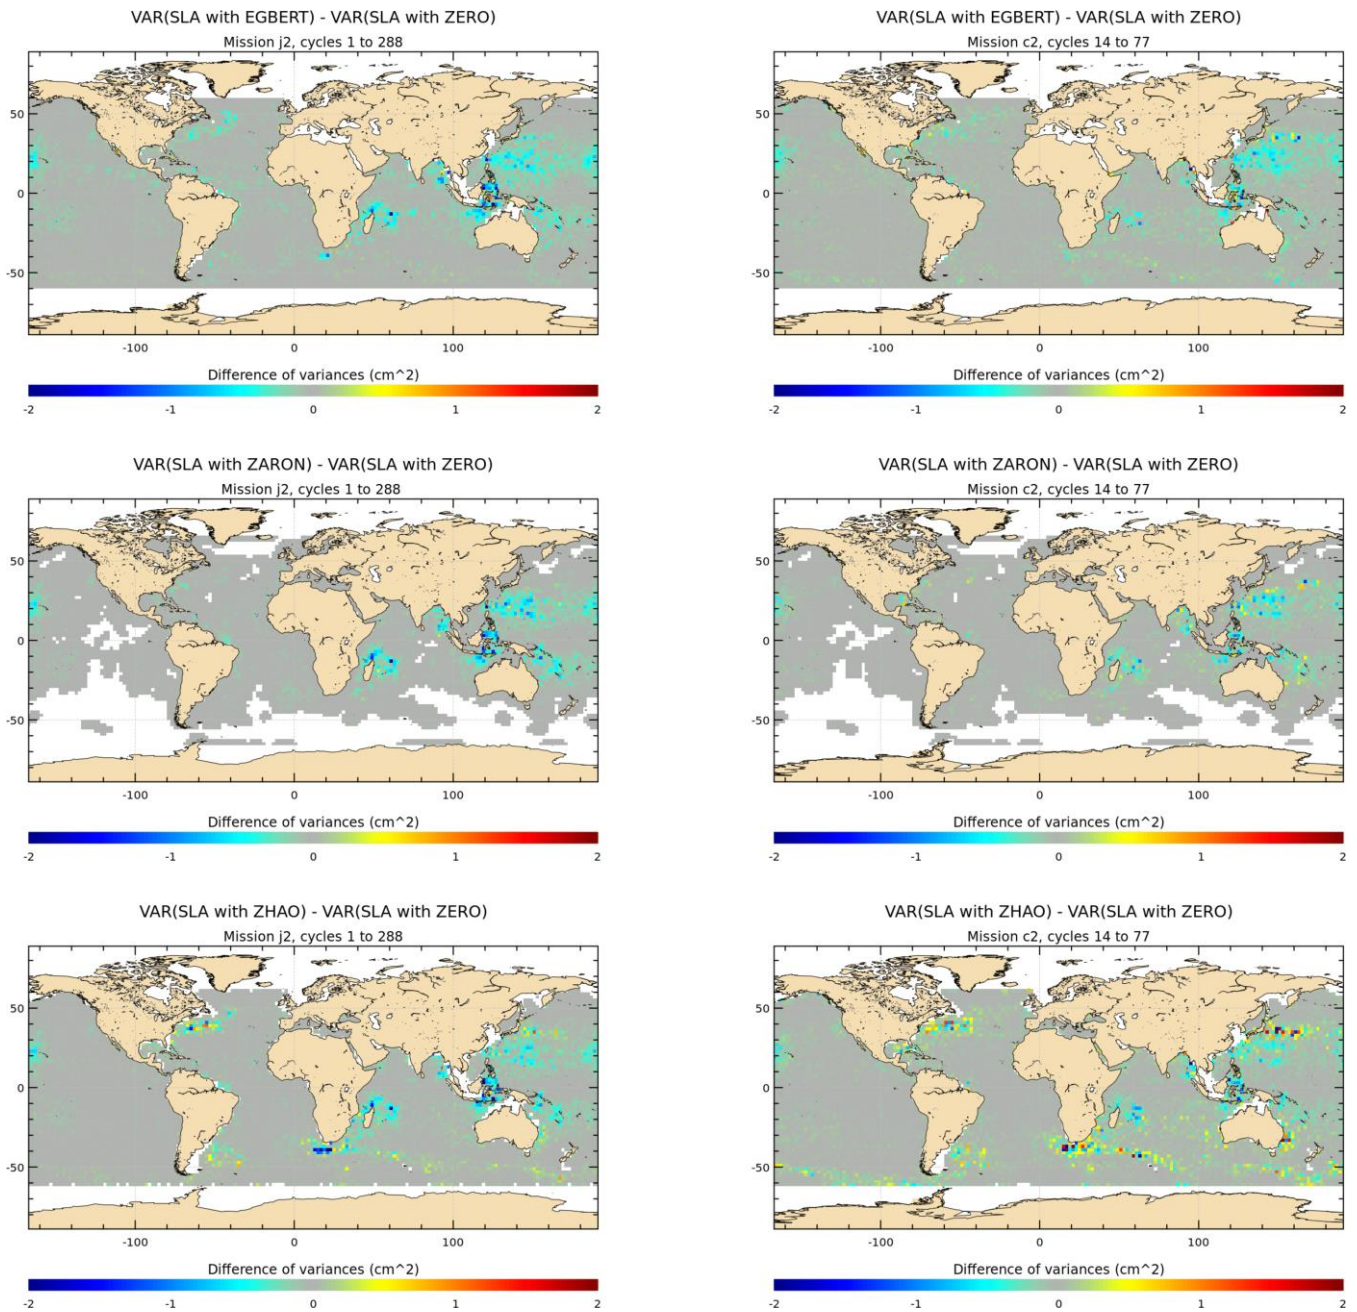 VAR(SLA with EGBERT) - VAR(SLA with ZERO)
Mission j2, cycles 1 to 288
50
0
-50
-100 0 100
Difference of variances (cm^2)
-2 -1 0 1 2
VAR(SLA with EGBERT) - VAR(SLA with ZERO)
Mission c2, cycles 14 to 77
50
0
-50
-100 0 100
Difference of variances (cm^2)
-2 -1 0 1 2
VAR(SLA with ZARON) - VAR(SLA with ZERO)
Mission j2, cycles 1 to 288
50
0
-50
-100 0 100
Difference of variances (cm^2)
-2 -1 0 1 2
VAR(SLA with ZARON) - VAR(SLA with ZERO)
Mission c2, cycles 14 to 77
50
0
-50
-100 0 100
Difference of variances (cm^2)
-2 -1 0 1 2
VAR(SLA with ZHAO) - VAR(SLA with ZERO)
Mission j2, cycles 1 to 288
50
0
-50
-100 0 100
Difference of variances (cm^2)
-2 -1 0 1 2
VAR(SLA with ZHAO) - VAR(SLA with ZERO)
Mission c2, cycles 14 to 77
50
0
-50
-100 0 100
Difference of variances (cm^2)
-2 -1 0 1 2